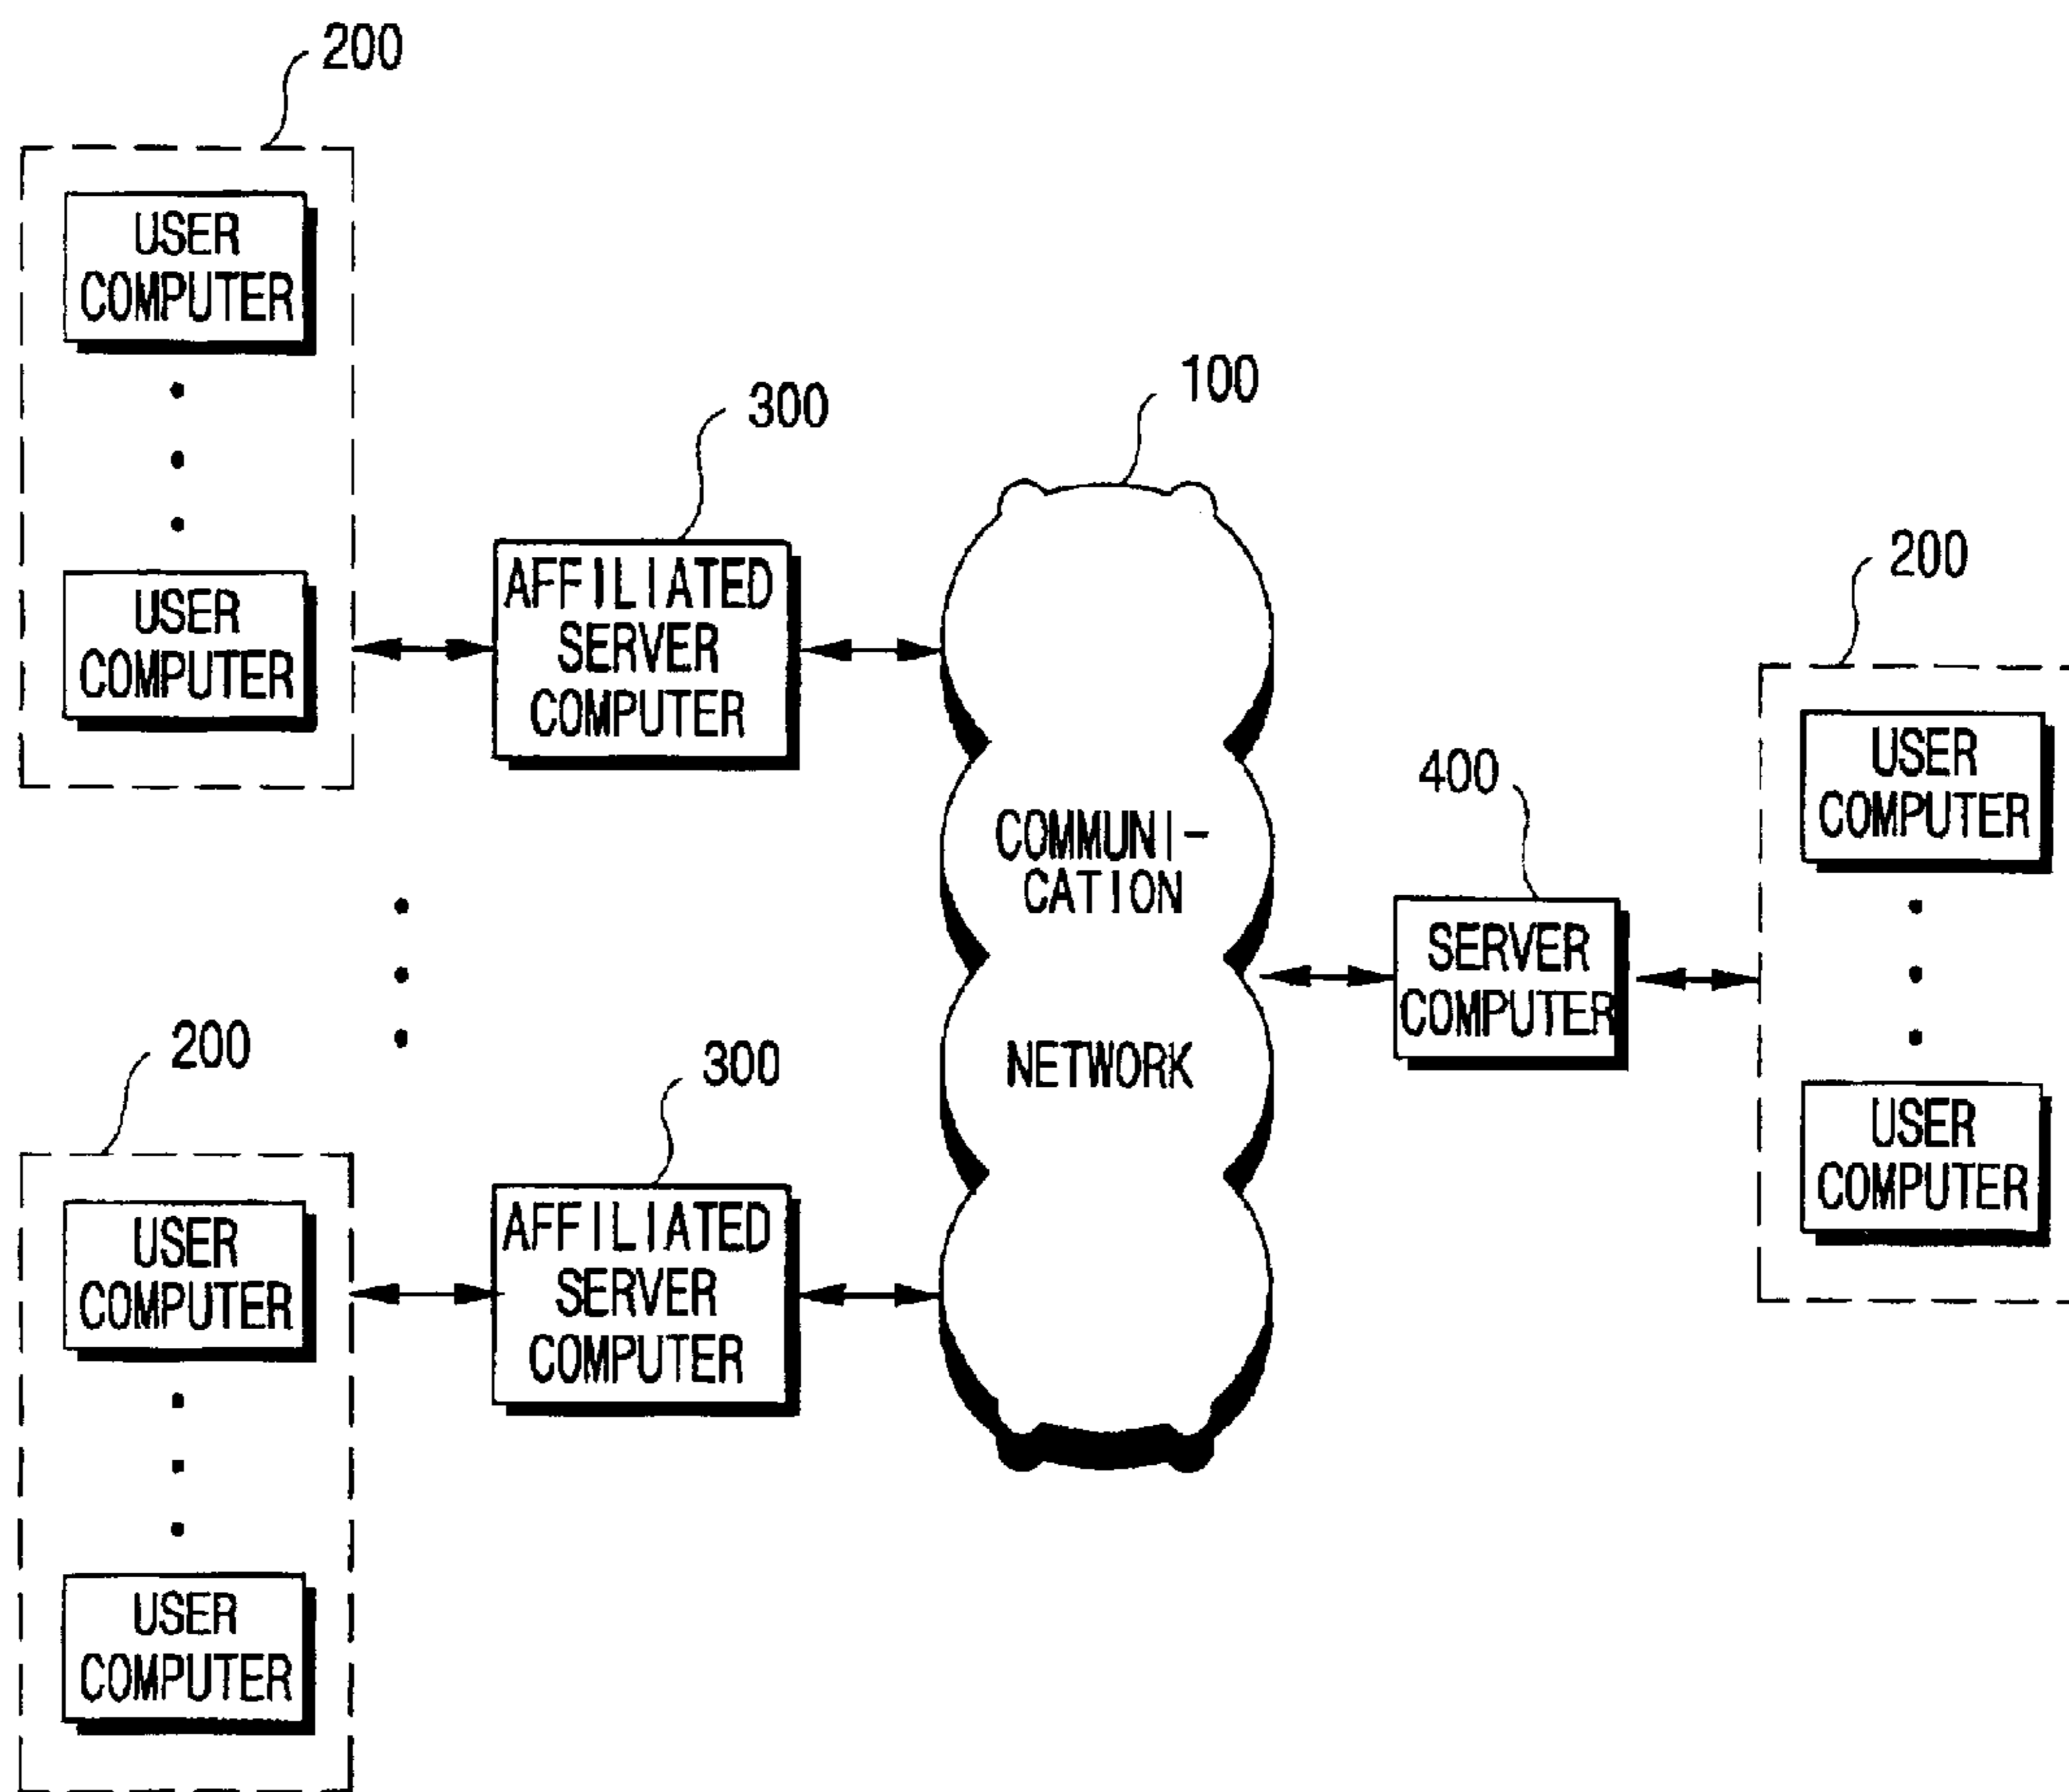 200
USER
COMPUTER
USER
COMPUTER
300
AFFILIATED
SERVER
COMPUTER
100
COMMUNI-
CATION
NETWORK
400
SERVER
COMPUTER
200
USER
COMPUTER
USER
COMPUTER
200
USER
COMPUTER
USER
COMPUTER
300
AFFILIATED
SERVER
COMPUTER